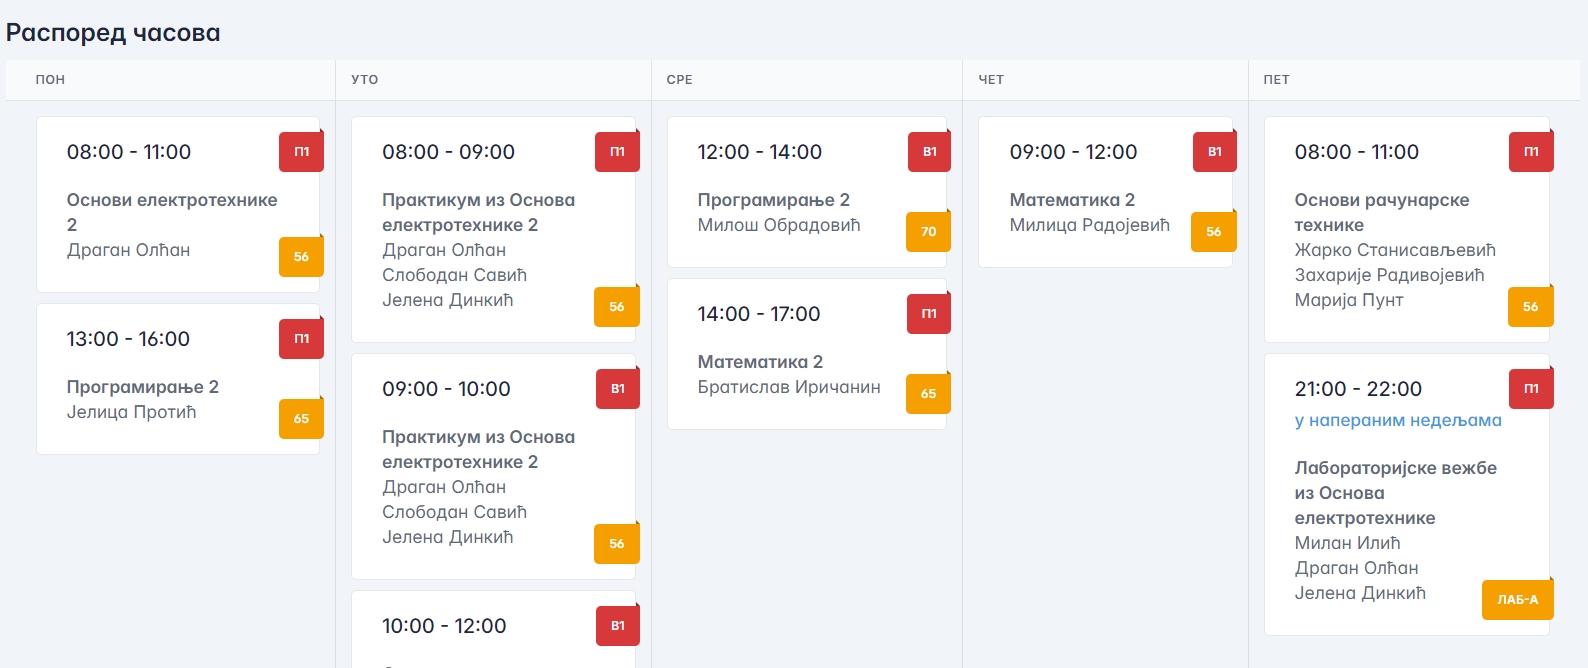 Распоред часова
ПОН
УТО
СРЕ
ЧЕТ
ПЕТ
08:00 - 11:00
П1
Основи електротехнике
2
Драган Олћан
56
13:00 - 16:00
П1
Програмирање 2
Јелица Протић
65
08:00 - 09:00
П1
Практикум из Основа
електротехнике 2
Драган Олћан
Слободан Савић
Јелена Динкић
56
09:00 - 10:00
В1
Практикум из Основа
електротехнике 2
Драган Олћан
Слободан Савић
Јелена Динкић
56
10:00 - 12:00
В1
12:00 - 14:00
В1
Програмирање 2
Милош Обрадовић
70
14:00 - 17:00
П1
Математика 2
Братислав Иричанин
65
09:00 - 12:00
В1
Математика 2
Милица Радојевић
56
08:00 - 11:00
П1
Основи рачунарске
технике
Жарко Станисављевић
Захарије Радивојевић
Марија Пунт
56
21:00 - 22:00
П1
у напераним недељама
Лабораторијске вежбе
из Основа
електротехнике
Милан Илић
Драган Олћан
Јелена Динкић
ЛАБ-А